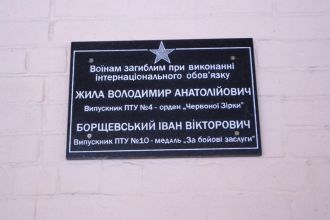 Воїнам загиблим при виконанні
інтернаціонального обов'язку
ЖИЛА ВОЛОДИМИР АНАТОЛІЙОВИЧ
Випускник ПТУ №4 - орден „Червоної Зірки"
БОРЩЕВСЬКИЙ ІВАН ВІКТОРОВИЧ
Випускник ПТУ №10 - медаль „За бойові заслуги"